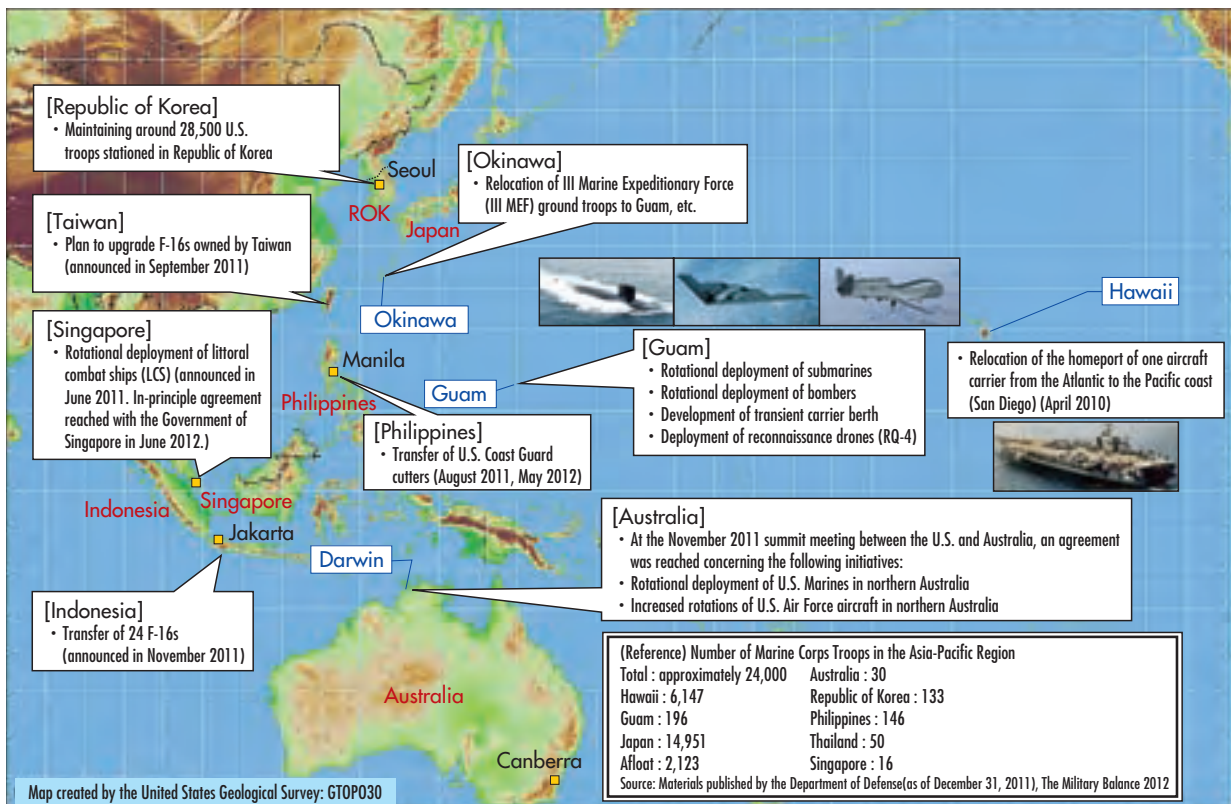 [Republic of Korea]
・ Maintaining around 28,500 U.S.
troops stationed in Republic of Korea
Seoul
ROK
Japan
[Okinawa]
・ Relocation of III Marine Expeditionary Force
(III MEF) ground troops to Guam, etc.
[Taiwan]
・ Plan to upgrade F-16s owned by Taiwan
(announced in September 2011)
Okinawa
Hawaii
・ Relocation of the homeport of one aircraft
carrier from the Atlantic to the Pacific coast
(San Diego) (April 2010)
[Singapore]
・ Rotational deployment of littoral
combat ships (LCS) (announced in
June 2011. In-principle agreement
reached with the Government of
Singapore in June 2012.)
Manila
Philippines
Guam
[Guam]
・ Rotational deployment of submarines
・ Rotational deployment of bombers
・ Development of transient carrier berth
・ Deployment of reconnaissance drones (RQ-4)
[Philippines]
・ Transfer of U.S. Coast Guard
cutters (August 2011, May 2012)
Singapore
Indonesia
Jakarta
Darwin
[Australia]
・ At the November 2011 summit meeting between the U.S. and Australia, an agreement
was reached concerning the following initiatives:
・ Rotational deployment of U.S. Marines in northern Australia
・ Increased rotations of U.S. Air Force aircraft in northern Australia
[Indonesia]
・ Transfer of 24 F-16s
(announced in November 2011)
Australia
Canberra
(Reference) Number of Marine Corps Troops in the Asia-Pacific Region
Total : approximately 24,000 Australia : 30
Hawaii : 6,147 Republic of Korea : 133
Guam : 196 Philippines : 146
Japan : 14,951 Thailand : 50
Afloat : 2,123 Singapore : 16
Source: Materials published by the Department of Defense(as of December 31, 2011), The Military Balance 2012
Map created by the United States Geological Survey: GTOPO30